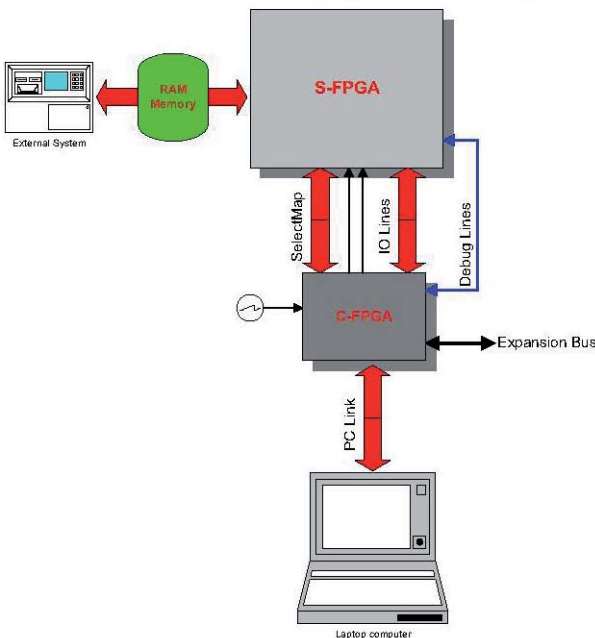 S-FPGA
RAM
Memory
External System
SelectMap
IO Lines
Debug Lines
C-FPGA
Expansion Bus
PC Link
Laptop computer